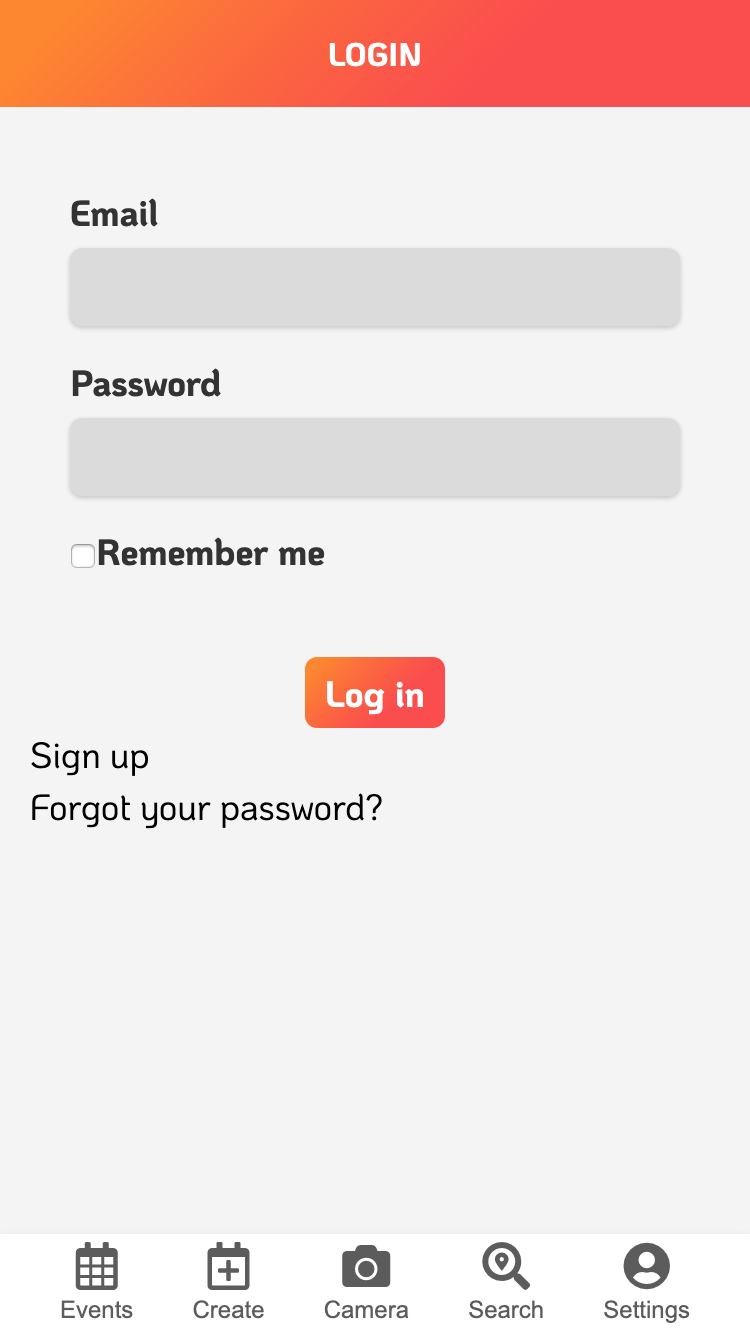 LOGIN
Email
Password
Remember me
Log in
Sign up
Forgot your password?
Events Create Camera Search Settings